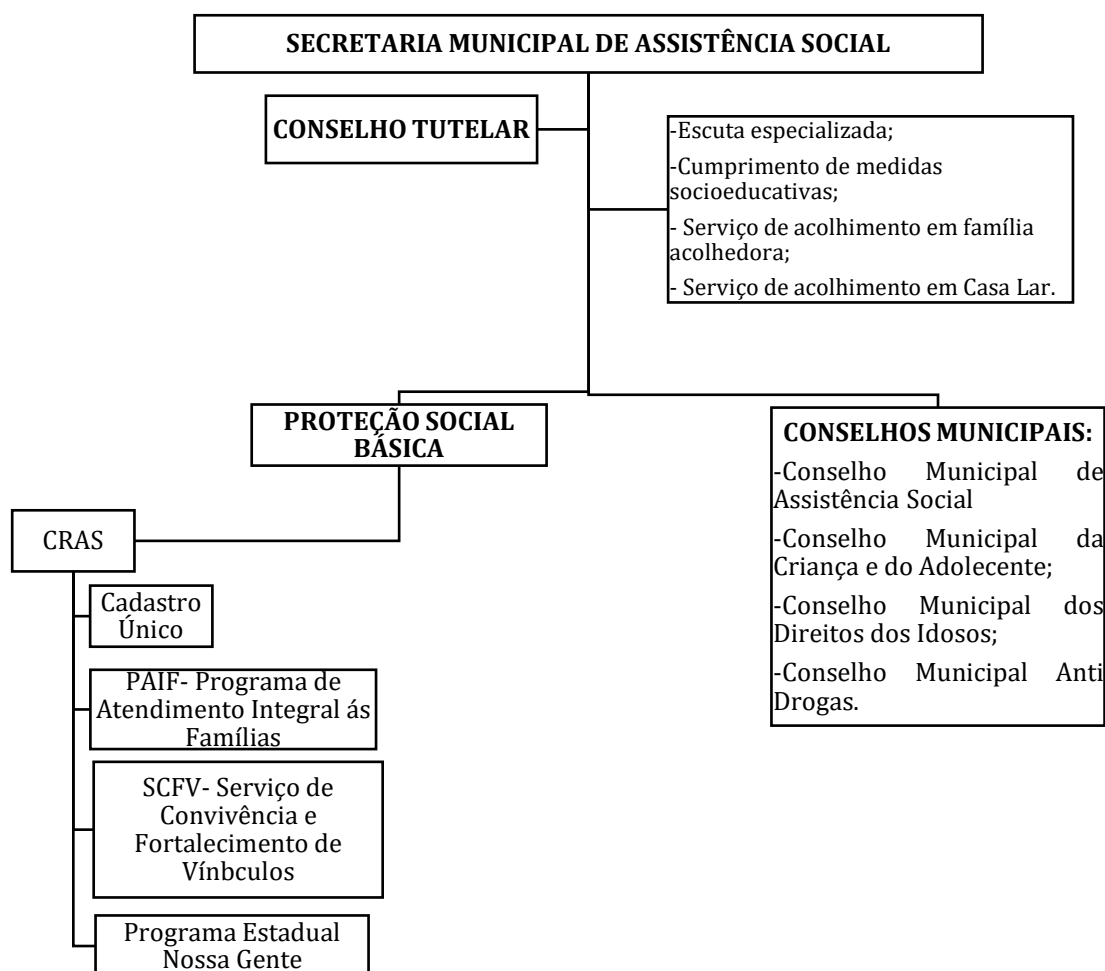 SECRETARIA MUNICIPAL DE ASSISTÊNCIA SOCIAL
CONSELHO TUTELAR
-Escuta especializada;
-Cumprimento de medidas
socioeducativas;
- Serviço de acolhimento em família
acolhedora;
- Serviço de acolhimento em Casa Lar.
PROTEÇÃO SOCIAL
BÁSICA
CONSELHOS MUNICIPAIS:
-Conselho Municipal de
Assistência Social
-Conselho Municipal da
Criança e do Adolecente;
-Conselho Municipal dos
Direitos dos Idosos;
-Conselho Municipal Anti
Drogas.
CRAS
Cadastro
Único
PAIF- Programa de
Atendimento Integral ás
Famílias
SCFV- Serviço de
Convivência e
Fortalecimento de
Vínbculos
Programa Estadual
Nossa Gente